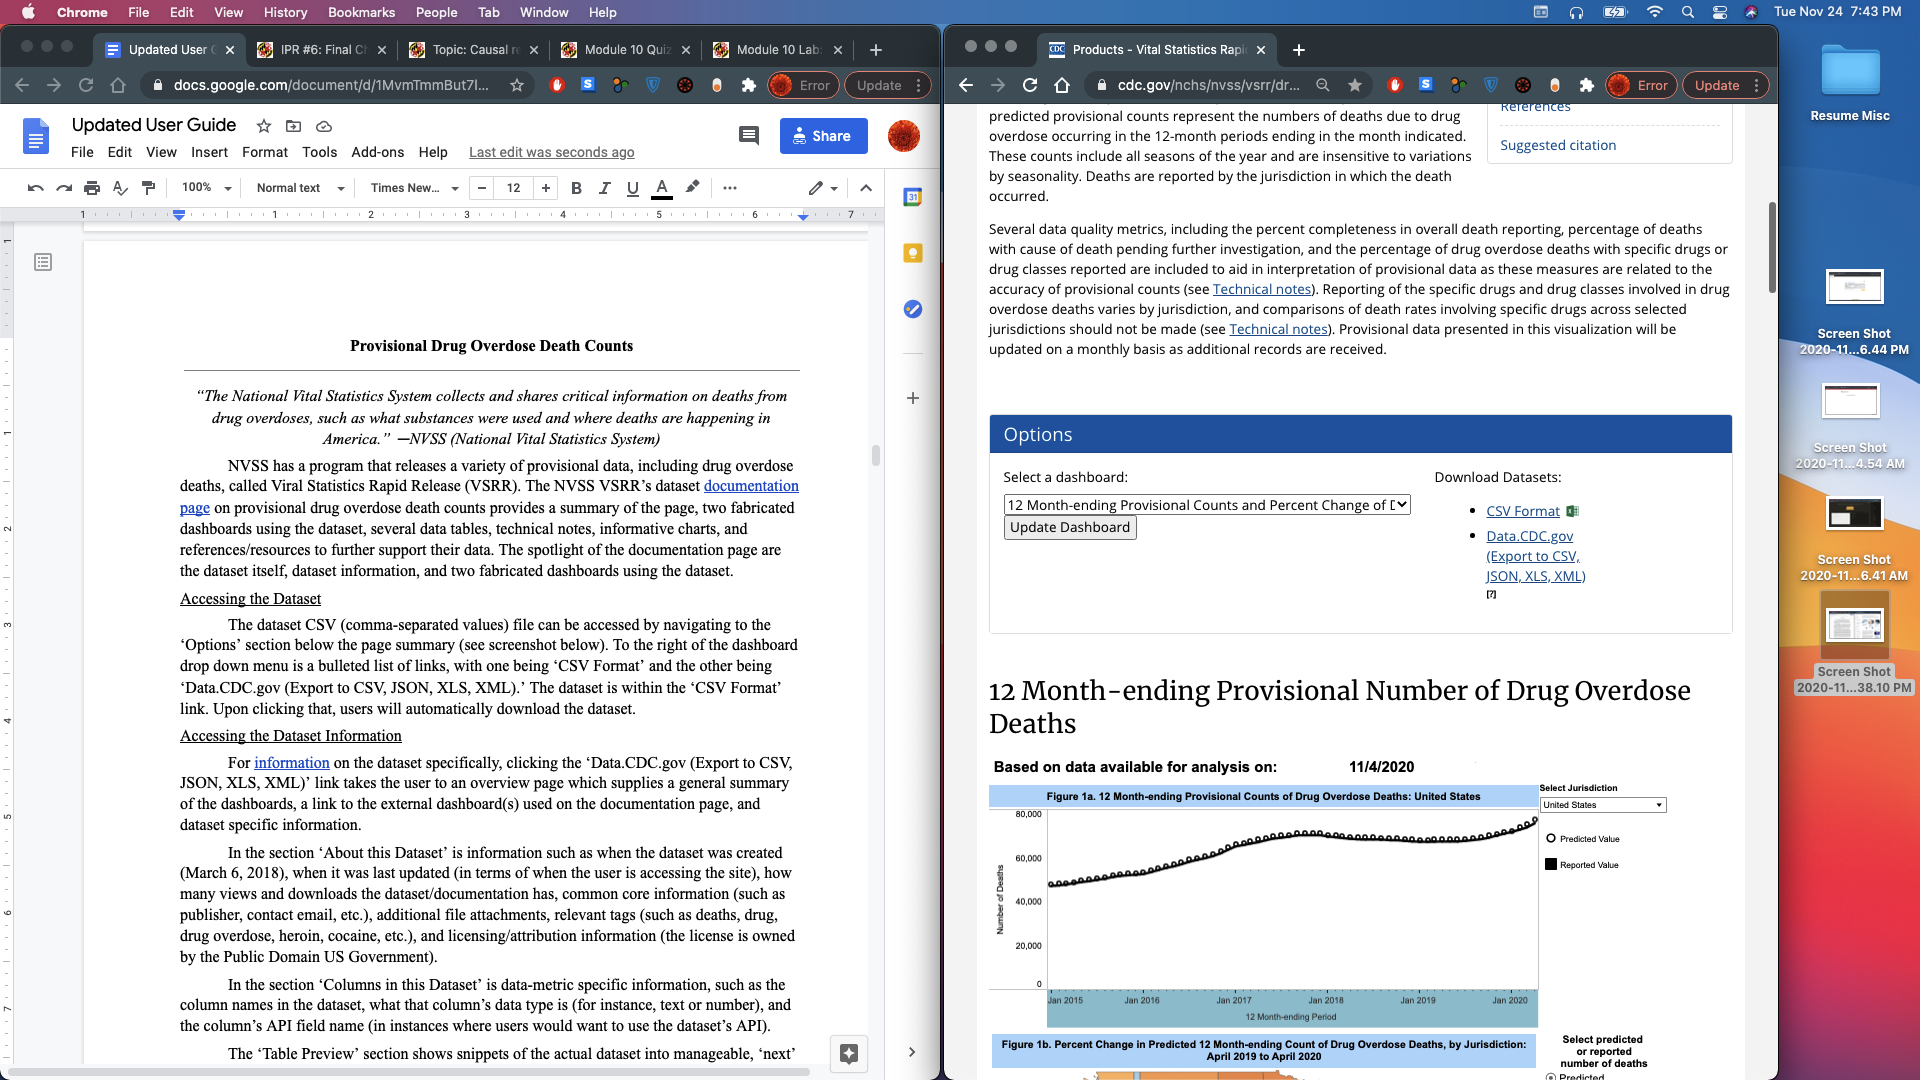 Chrome File Edit View History Bookmarks People Tab Window Help
Tue Nov 24 7:43 PM
Updated User G
IPR #6: Final Ch
Topic: Causal re
Module 10 Quiz
Module 10 Lab:
docs.google.com/document/d/1MvmTmmBut7l...
Error
Update
Updated User Guide
File Edit View Insert Format Tools Add-ons Help Last edit was seconds ago
Share
100% Normal text Times New... 12 B I U A
1 1 2 3 4 5 6 7
Provisional Drug Overdose Death Counts
“The National Vital Statistics System collects and shares critical information on deaths from
drug overdoses, such as what substances were used and where deaths are happening in
America.” —NVSS (National Vital Statistics System)
NVSS has a program that releases a variety of provisional data, including drug overdose
deaths, called Viral Statistics Rapid Release (VSRR). The NVSS VSRR’s dataset documentation
page on provisional drug overdose death counts provides a summary of the page, two fabricated
dashboards using the dataset, several data tables, technical notes, informative charts, and
references/resources to further support their data. The spotlight of the documentation page are
the dataset itself, dataset information, and two fabricated dashboards using the dataset.
Accessing the Dataset
The dataset CSV (comma-separated values) file can be accessed by navigating to the
‘Options’ section below the page summary (see screenshot below). To the right of the dashboard
drop down menu is a bulleted list of links, with one being ‘CSV Format’ and the other being
‘Data.CDC.gov (Export to CSV, JSON, XLS, XML).’ The dataset is within the ‘CSV Format’
link. Upon clicking that, users will automatically download the dataset.
Accessing the Dataset Information
For information on the dataset specifically, clicking the ‘Data.CDC.gov (Export to CSV,
JSON, XLS, XML)’ link takes the user to an overview page which supplies a general summary
of the dashboards, a link to the external dashboard(s) used on the documentation page, and
dataset specific information.
In the section ‘About this Dataset’ is information such as when the dataset was created
(March 6, 2018), when it was last updated (in terms of when the user is accessing the site), how
many views and downloads the dataset/documentation has, common core information (such as
publisher, contact email, etc.), additional file attachments, relevant tags (such as deaths, drug,
drug overdose, heroin, cocaine, etc.), and licensing/attribution information (the license is owned
by the Public Domain US Government).
In the section ‘Columns in this Dataset’ is data-metric specific information, such as the
column names in the dataset, what that column’s data type is (for instance, text or number), and
the column’s API field name (in instances where users would want to use the dataset’s API).
The ‘Table Preview’ section shows snippets of the actual dataset into manageable, ‘next’
CDC Products - Vital Statistics Rapi
cdc.gov/nchs/nvss/vsrr/dr...
Error
Update
References
Suggested citation
predicted provisional counts represent the numbers of deaths due to drug
overdose occurring in the 12-month periods ending in the month indicated.
These counts include all seasons of the year and are insensitive to variations
by seasonality. Deaths are reported by the jurisdiction in which the death
occurred.
Several data quality metrics, including the percent completeness in overall death reporting, percentage of deaths
with cause of death pending further investigation, and the percentage of drug overdose deaths with specific drugs or
drug classes reported are included to aid in interpretation of provisional data as these measures are related to the
accuracy of provisional counts (see Technical notes). Reporting of the specific drugs and drug classes involved in drug
overdose deaths varies by jurisdiction, and comparisons of death rates involving specific drugs across selected
jurisdictions should not be made (see Technical notes). Provisional data presented in this visualization will be
updated on a monthly basis as additional records are received.
Options
Select a dashboard:
12 Month-ending Provisional Counts and Percent Change of D
Update Dashboard
Download Datasets:
• CSV Format
• Data.CDC.gov
(Export to CSV,
JSON, XLS, XML)
[?]
12 Month-ending Provisional Number of Drug Overdose
Deaths
Based on data available for analysis on: 11/4/2020
Figure 1a. 12 Month-ending Provisional Counts of Drug Overdose Deaths: United States
Select Jurisdiction
United States
Predicted Value
Reported Value
80,000
60,000
40,000
20,000
0
Number of Deaths
Jan 2015 Jan 2016 Jan 2017 Jan 2018 Jan 2019 Jan 2020
12 Month-ending Period
Figure 1b. Percent Change in Predicted 12 Month-ending Count of Drug Overdose Deaths, by Jurisdiction:
April 2019 to April 2020
Select predicted
or reported
number of deaths
Predicted
Resume Misc
Screen Shot
2020-11...6.44 PM
Screen Shot
2020-11...4.54 AM
Screen Shot
2020-11...6.41 AM
Screen Shot
2020-11...38.10 PM